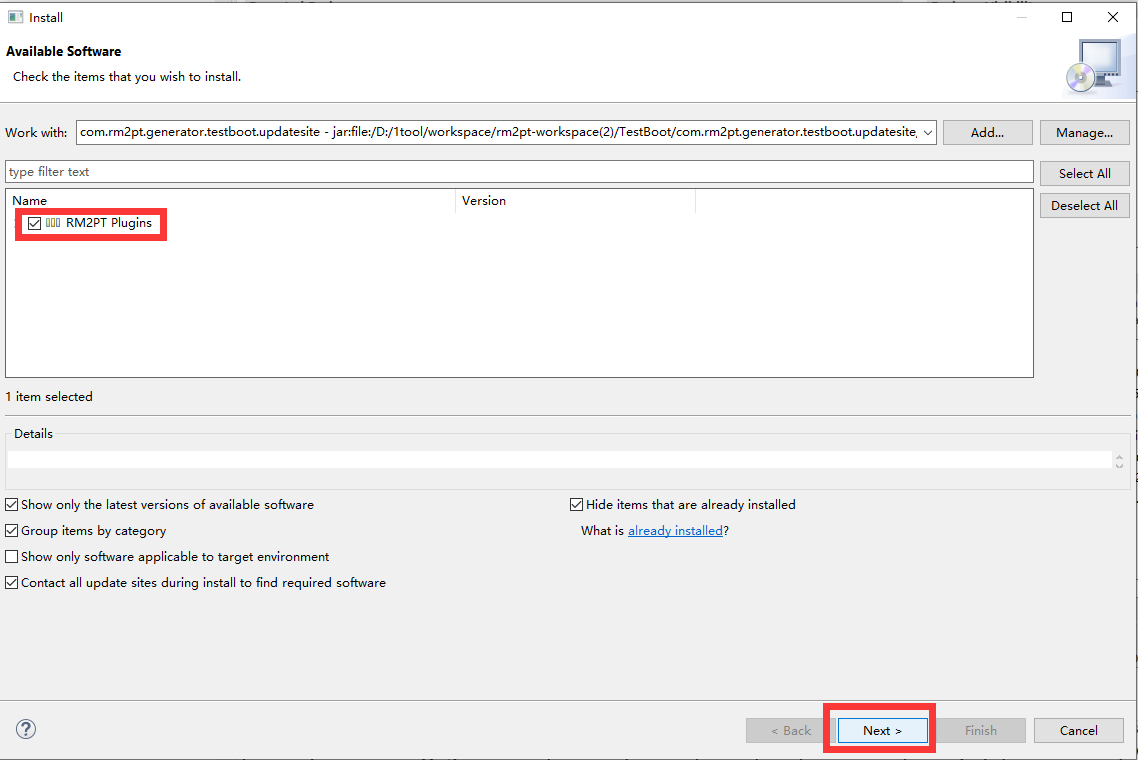 Install
Available Software
Check the items that you wish to install.
Work with: com.rm2pt.generator.testboot.updatesite - jar:file:/D:/1tool/workspace/rm2pt-workspace(2)/TestBoot/com.rm2pt.generator.testboot.updatesite, Add... Manage...
type filter text Select All
Name Version Deselect All
RM2PT Plugins
1 item selected
Details
Show only the latest versions of available software Hide items that are already installed
Group items by category What is already installed?
Show only software applicable to target environment
Contact all update sites during install to find required software
? < Back Next > Finish Cancel